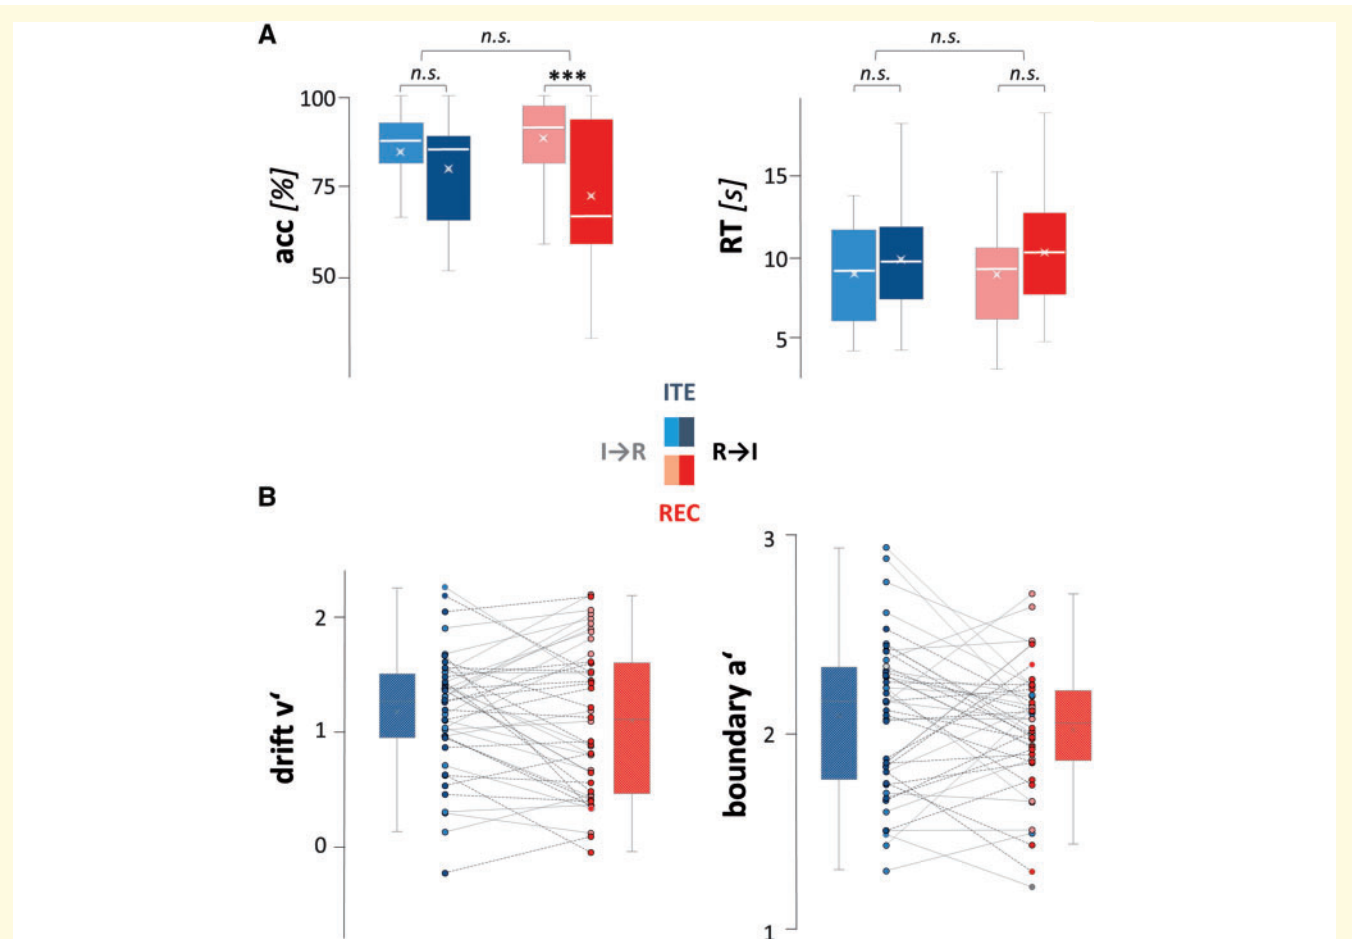 A
n.s.
n.s.
***
100
75
50
acc [%]
n.s.
n.s.
n.s.
15
10
5
RT [s]
ITE
I→R
R→I
REC
B
2
1
0
drift v‘
3
2
1
boundary a‘